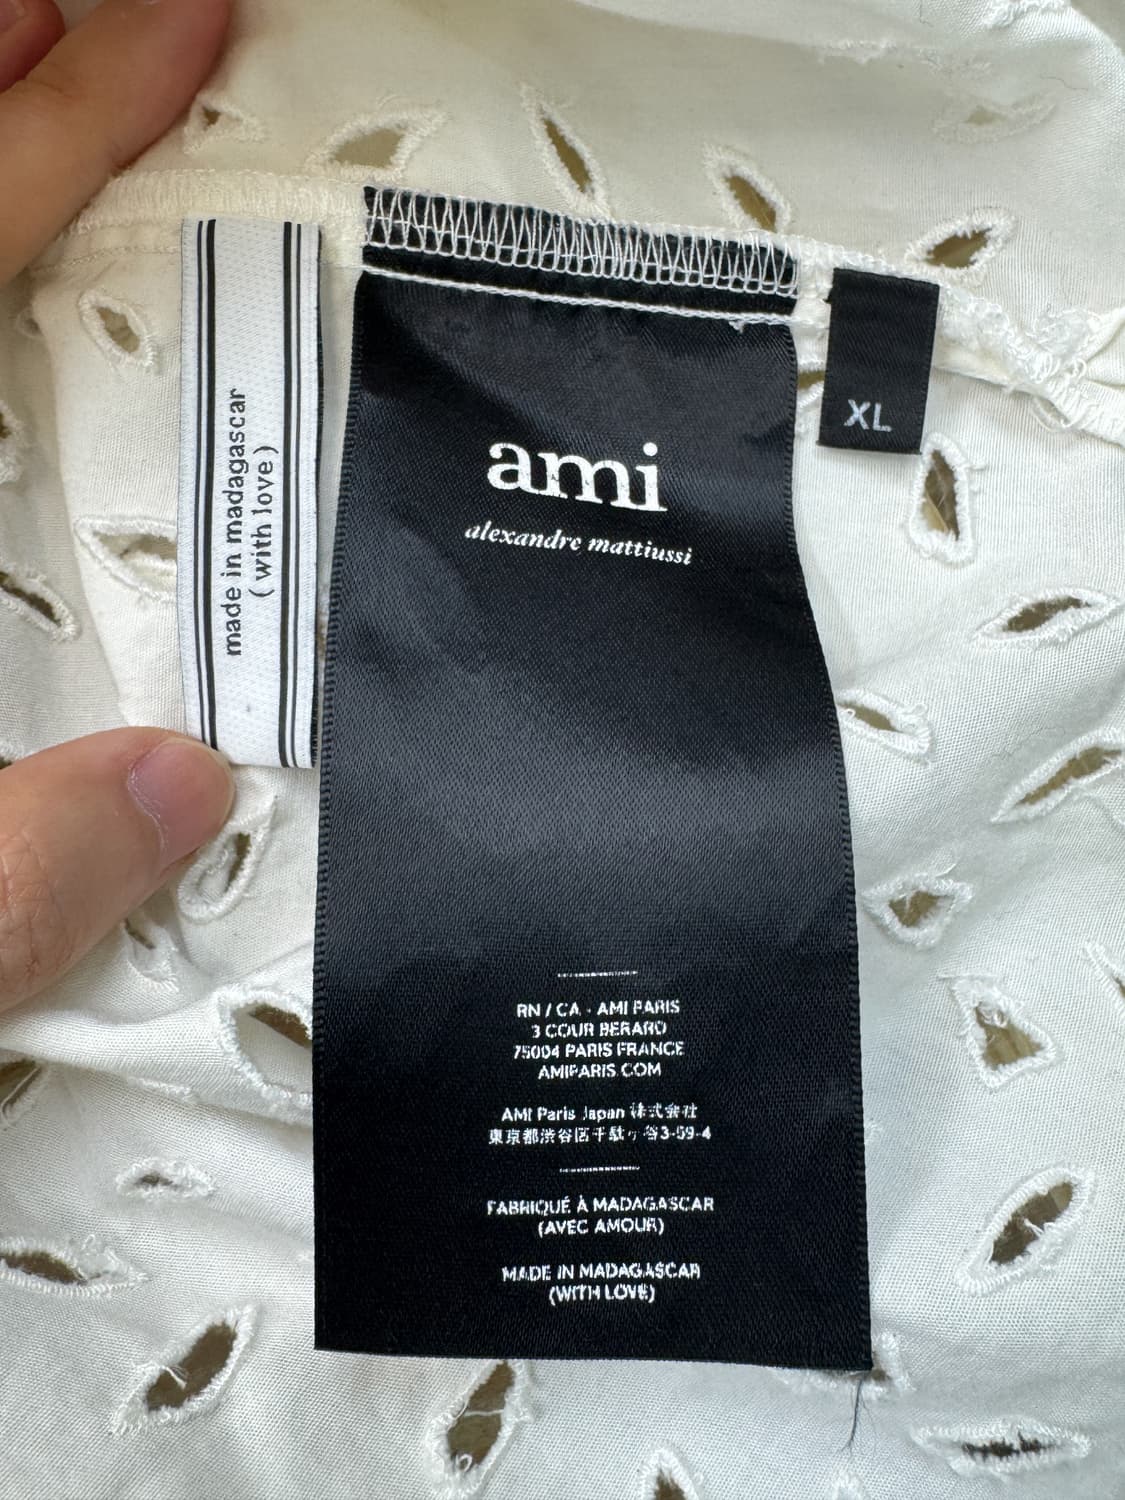 made in madagascar
(with love)
ami
alexandre mattiussi
XL
RN / CA - AMI PARIS
3 COUR BERARD
75004 PARIS FRANCE
AMIPARIS.COM
AMI Paris Japan 株式会社
東京都渋谷区千駄ヶ谷3-59-4
FABRIQUÉ À MADAGASCAR
(AVEC AMOUR)
MADE IN MADAGASCAR
(WITH LOVE)